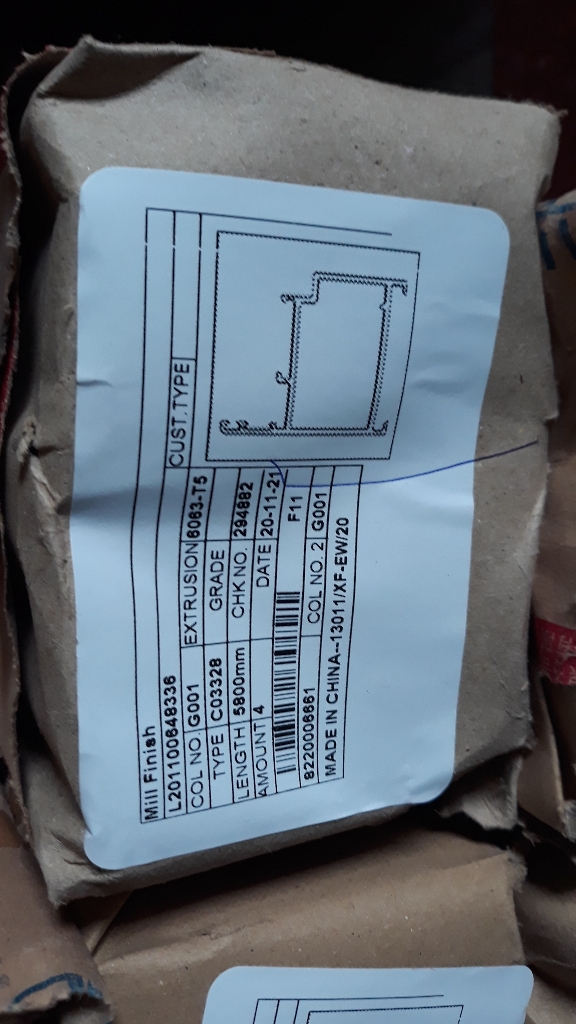 Mill Finish
L201100648336
COL NO. G001 EXTRUSION 6063-T5 CUST.TYPE
TYPE C03328 GRADE
LENGTH 5800mm CHK NO. 294882
AMOUNT 4 DATE 20-11-21
F11
8220006661 COL NO. 2 G001
MADE IN CHINA--13011/XF-EW/20